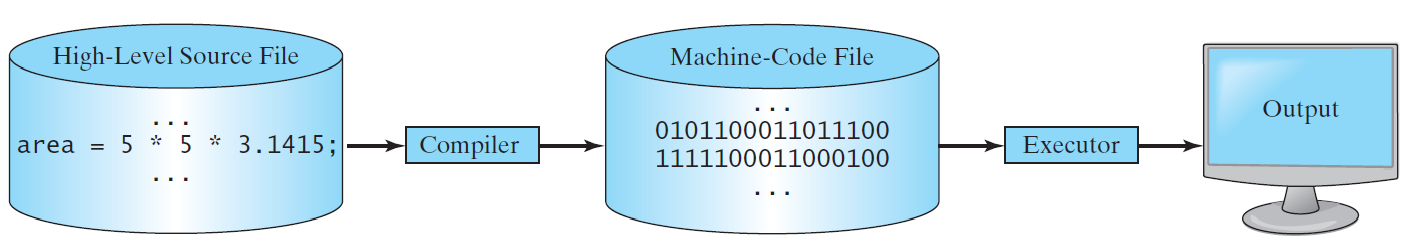 High-Level Source File
...
area = 5 * 5 * 3.1415;
...
Compiler
Machine-Code File
...
0101100011011100
1111100011000100
...
Executor
Output